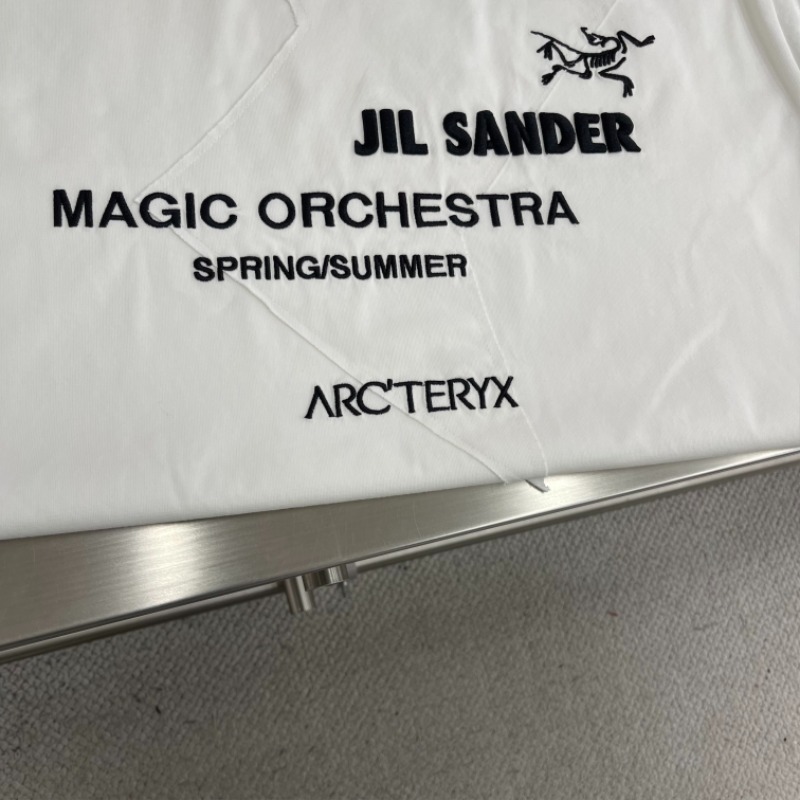 JIL SANDER
MAGIC ORCHESTRA
SPRING/SUMMER
ARC'TERYX